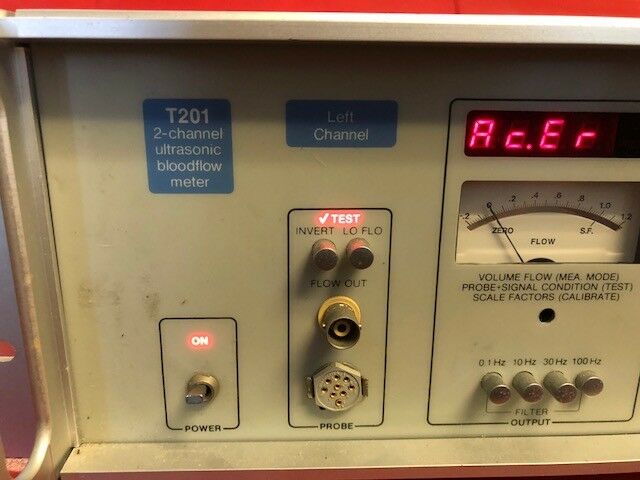 T201
2-channel
ultrasonic
bloodflow
meter
Left
Channel
Ac.Er
.2 0 .2 .4 .6 .8 1.0 1.2
ZERO S.F.
FLOW
✓TEST
INVERT LO FLO
FLOW OUT
VOLUME FLOW (MEA. MODE)
PROBE+SIGNAL CONDITION (TEST)
SCALE FACTORS (CALIBRATE)
ON
POWER
PROBE
0.1 Hz 10 Hz 30 Hz 100 Hz
FILTER
OUTPUT